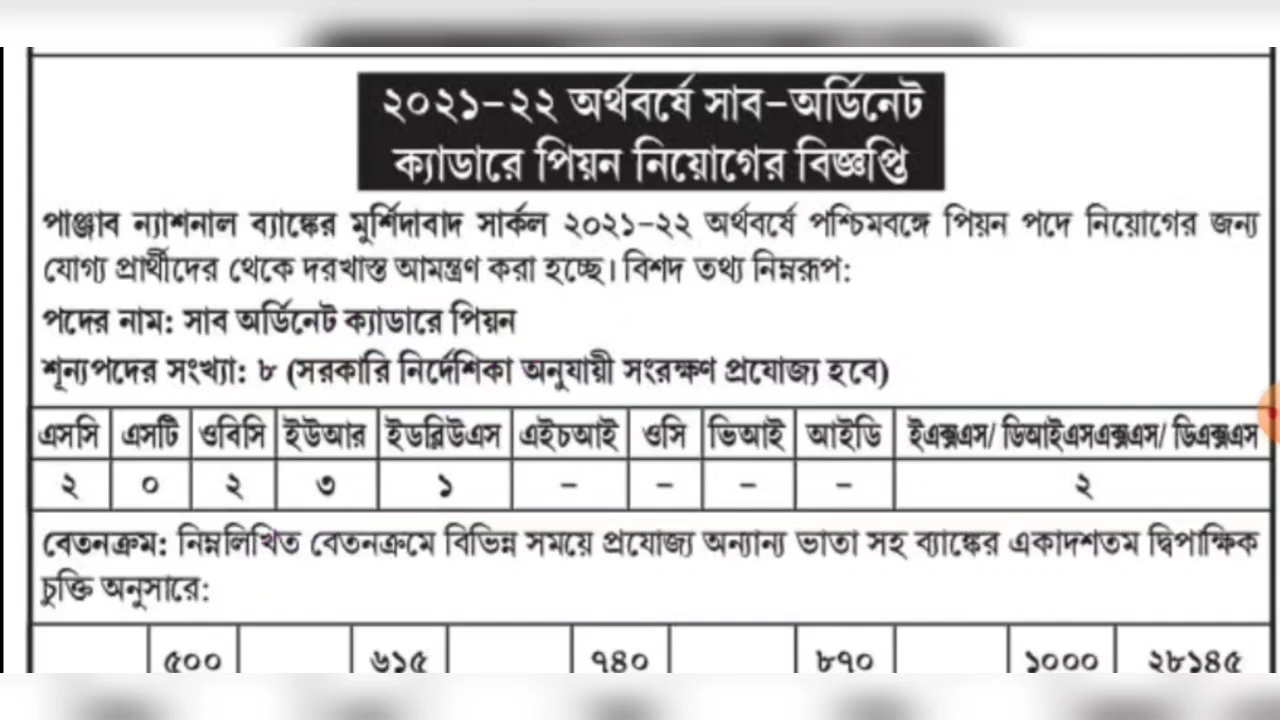 ২০২১-২২ অর্থবর্ষে সাব-অর্ডিনেট
ক্যাডারে পিয়ন নিয়োগের বিজ্ঞপ্তি
পাঞ্জাব ন্যাশনাল ব্যাঙ্কের মুর্শিদাবাদ সার্কল ২০২১-২২ অর্থবর্ষে পশ্চিমবঙ্গে পিয়ন পদে নিয়োগের জন্য
যোগ্য প্রার্থীদের থেকে দরখাস্ত আমন্ত্রণ করা হচ্ছে। বিশদ তথ্য নিম্নরূপ:
পদের নাম: সাব অর্ডিনেট ক্যাডারে পিয়ন
শূন্যপদের সংখ্যা: ৮ (সরকারি নির্দেশিকা অনুযায়ী সংরক্ষণ প্রযোজ্য হবে)
এসসি এসটি ওবিসি ইউআর ইডব্লিউএস এইচআই ওসি ভিআই আইডি ইএক্সএস/ ডিআইএসএক্সএস/ ডিএক্সএস
২ ০ ২ ৩ ১ – – – – ২
বেতনক্রম: নিম্নলিখিত বেতনক্রমে বিভিন্ন সময়ে প্রযোজ্য অন্যান্য ভাতা সহ ব্যাঙ্কের একাদশতম দ্বিপাক্ষিক
চুক্তি অনুসারে:
৫০০ ৬১৫ ৭৪০ ৮৭০ ১০০০ ২৮১৪৫